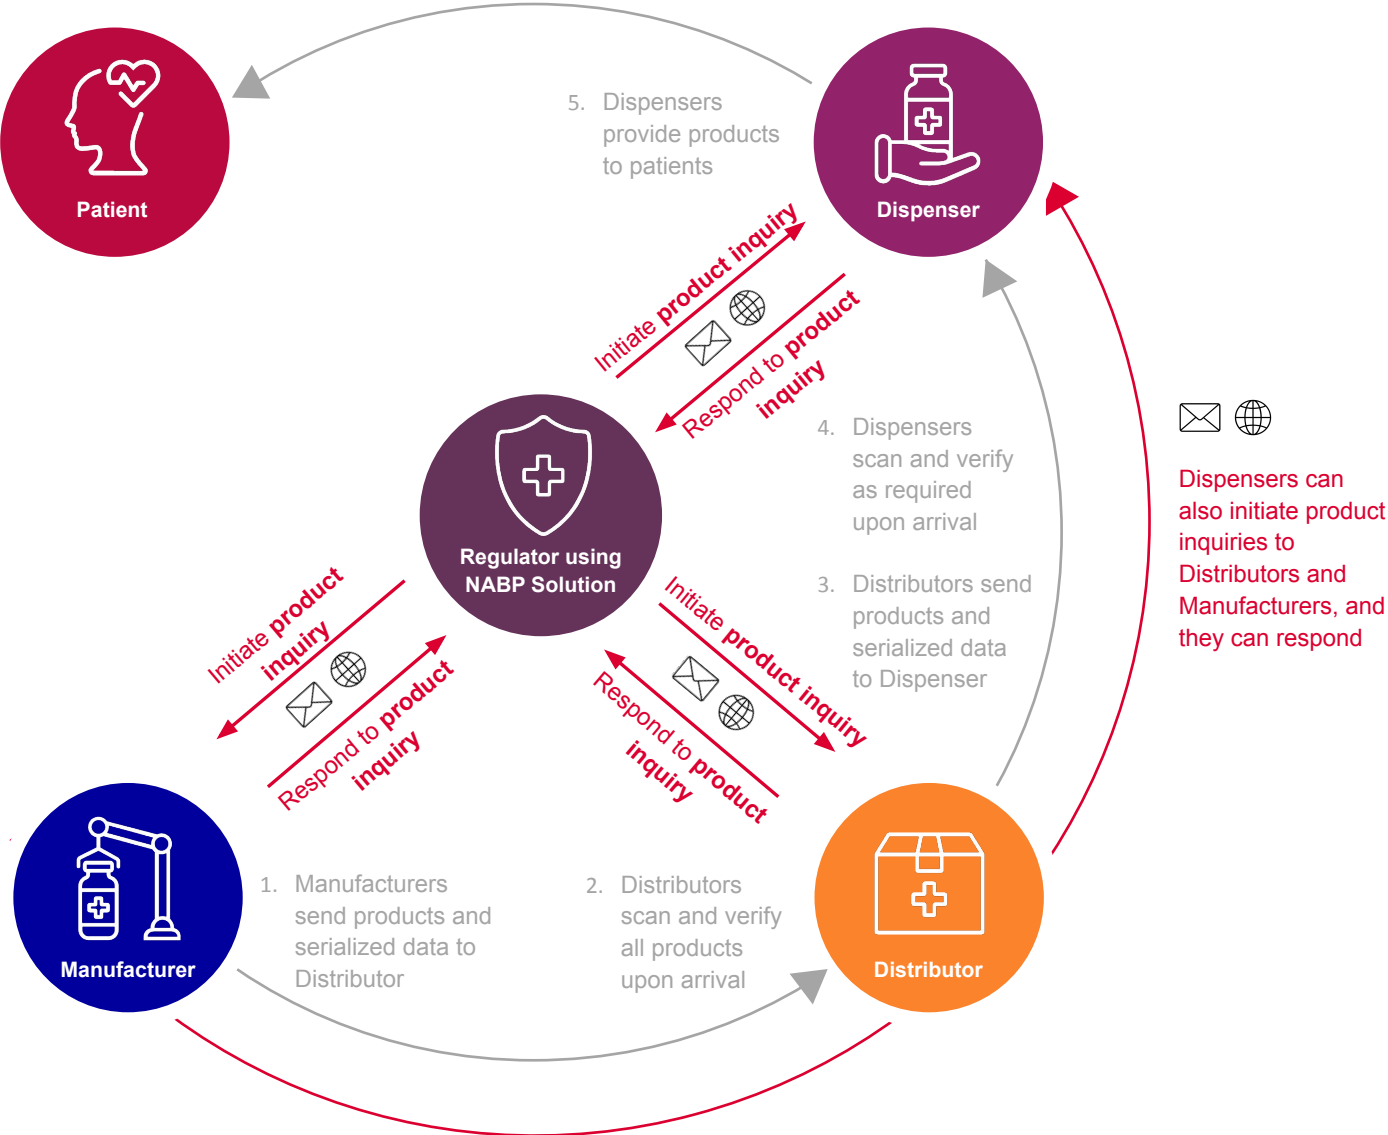 Patient
5. Dispensers
provide products
to patients
Dispenser
Initiate product inquiry
Respond to product
inquiry
Regulator using
NABP Solution
4. Dispensers
scan and verify
as required
upon arrival
3. Distributors send
products and
serialized data
to Dispenser
Dispensers can
also initiate product
inquiries to
Distributors and
Manufacturers, and
they can respond
Initiate product
inquiry
Respond to product
inquiry
Initiate product inquiry
Respond to product
inquiry
Manufacturer
1. Manufacturers
send products and
serialized data to
Distributor
2. Distributors
scan and verify
all products
upon arrival
Distributor